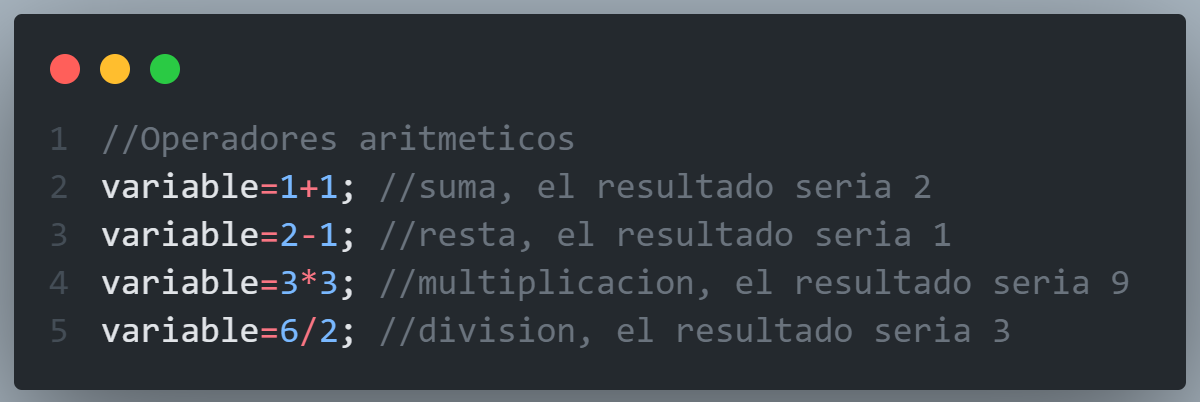 1 //Operadores aritmeticos
2 variable=1+1; //suma, el resultado seria 2
3 variable=2-1; //resta, el resultado seria 1
4 variable=3*3; //multiplicacion, el resultado seria 9
5 variable=6/2; //division, el resultado seria 3